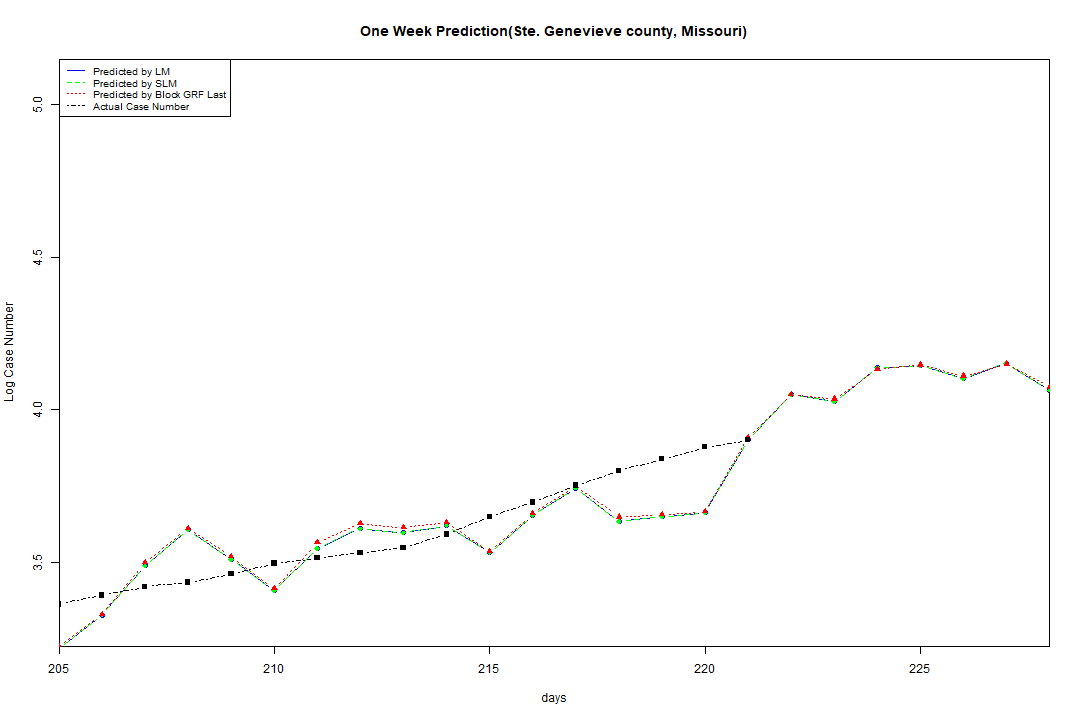 One Week Prediction(Ste. Genevieve county, Missouri)
Predicted by LM
Predicted by SLM
Predicted by Block GRF Last
Actual Case Number
5.0
4.5
4.0
3.5
Log Case Number
205 210 215 220 225
days